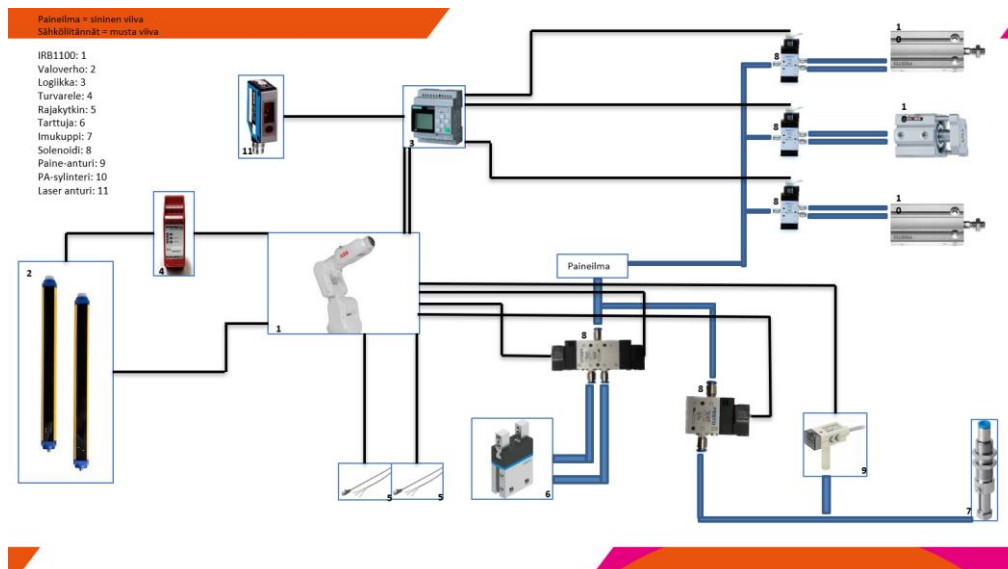 Paineilma = sininen viiva
Sähköliitännät = musta viiva
IRB1100: 1
Valoverho: 2
Logiikka: 3
Turvarele: 4
Rajakytkin: 5
Tarttuja: 6
Imukuppi: 7
Solenoidi: 8
Paine-anturi: 9
PA-sylinteri: 10
Laser anturi: 11
11
3
8
1
0
8
1
8
1
0
2
4
1
ABB
Paineilma
8
8
5
5
6
9
7